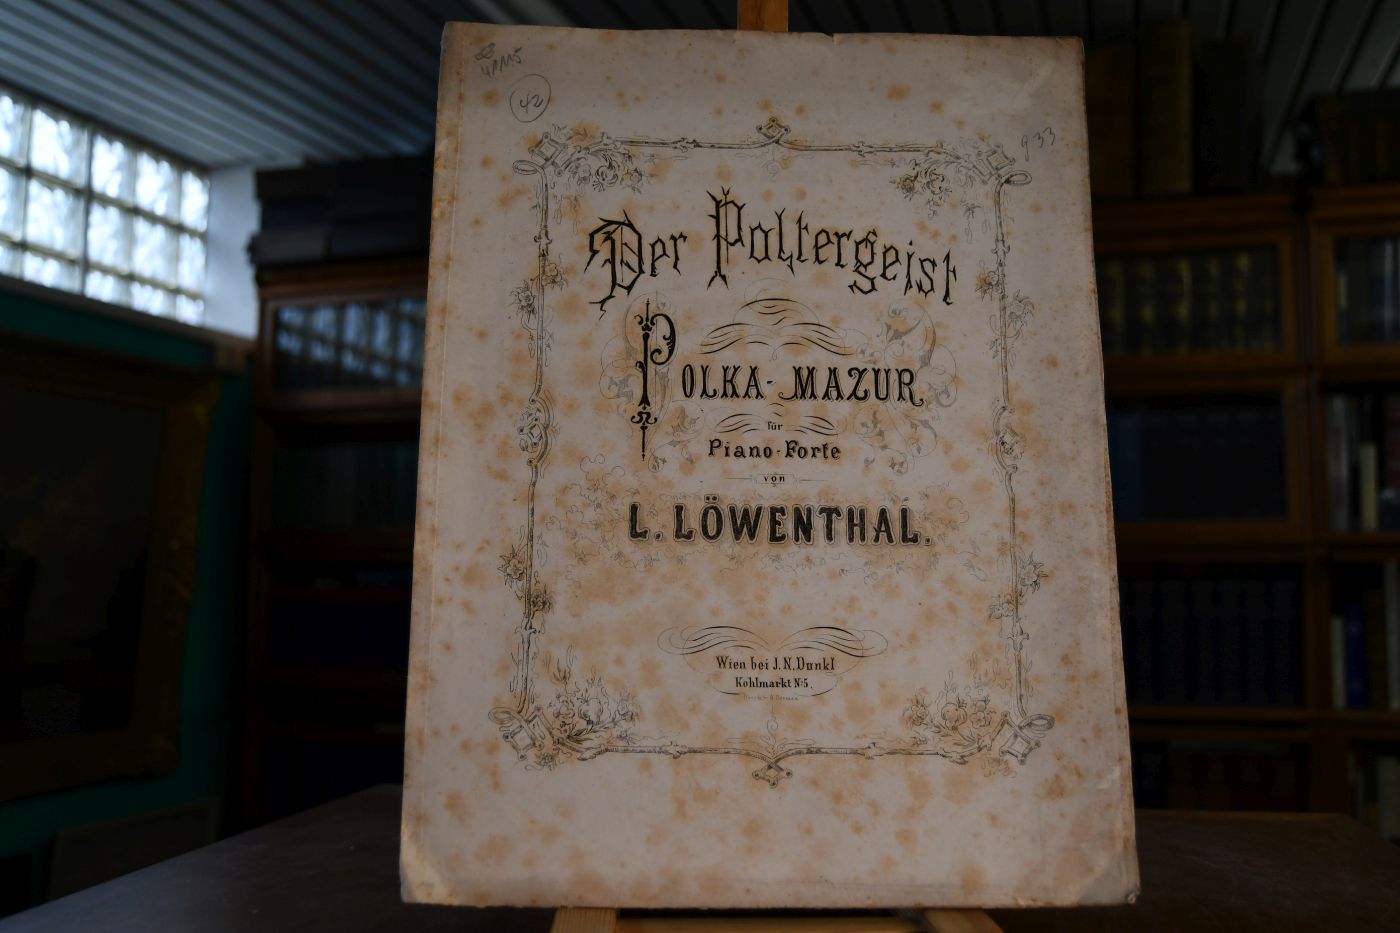 42
933
Der Poltergeist
POLKA-MAZUR
für
Piano-Forte
von
L. LÖWENTHAL.
Wien bei J. N. Dunkl
Kohlmarkt No 5.